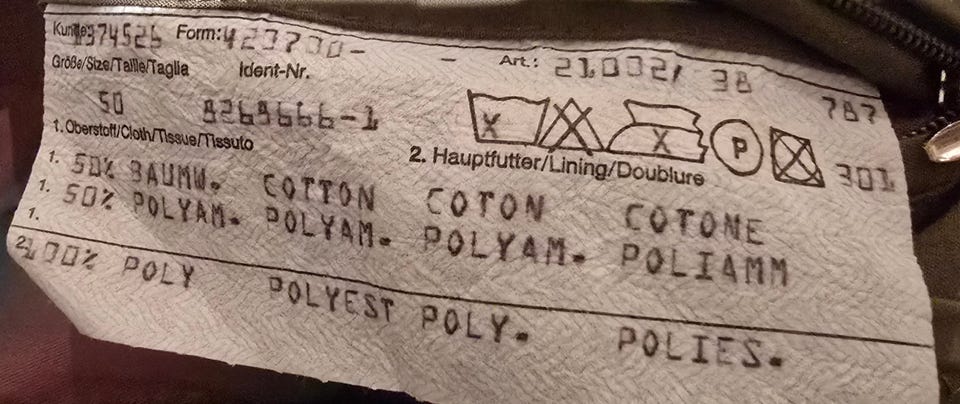 Kunde: 374526 Form: 423700- - Art.: 210032/ 38 787
Größe/Size/Taille/Taglia Ident-Nr.
50 8269666-1 P 301
1. Oberstoff/Cloth/Tissue/Tissuto 2. Hauptfutter/Lining/Doublure
1. 50% BAUMW. COTTON COTON COTONE
1. 50% POLYAM. POLYAM. POLYAM. POLIAMM
1.
2. 100% POLY POLYEST POLY. POLIES.